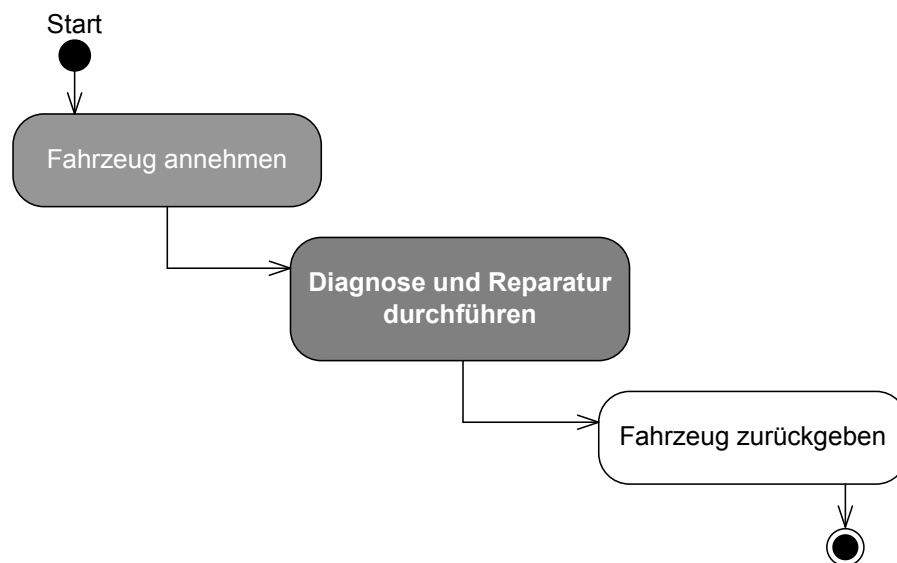 Start
Fahrzeug annehmen
Diagnose und Reparatur
durchführen
Fahrzeug zurückgeben